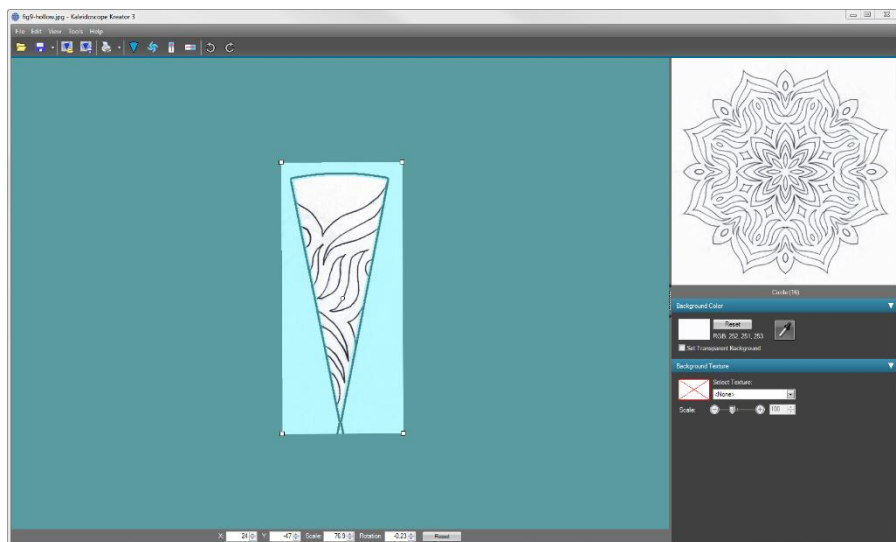 fig9-hollow.jpg - Kaleidoscope Kreator 3
File Edit View Tools Help
Circle (16)
Background Color
Reset
RGB: 252, 251, 253
Set Transparent Background
Background Texture
Select Texture:
<None>
Scale: 100
X: 24 Y: -47 Scale: 76.9 Rotation: -0.23 Reset